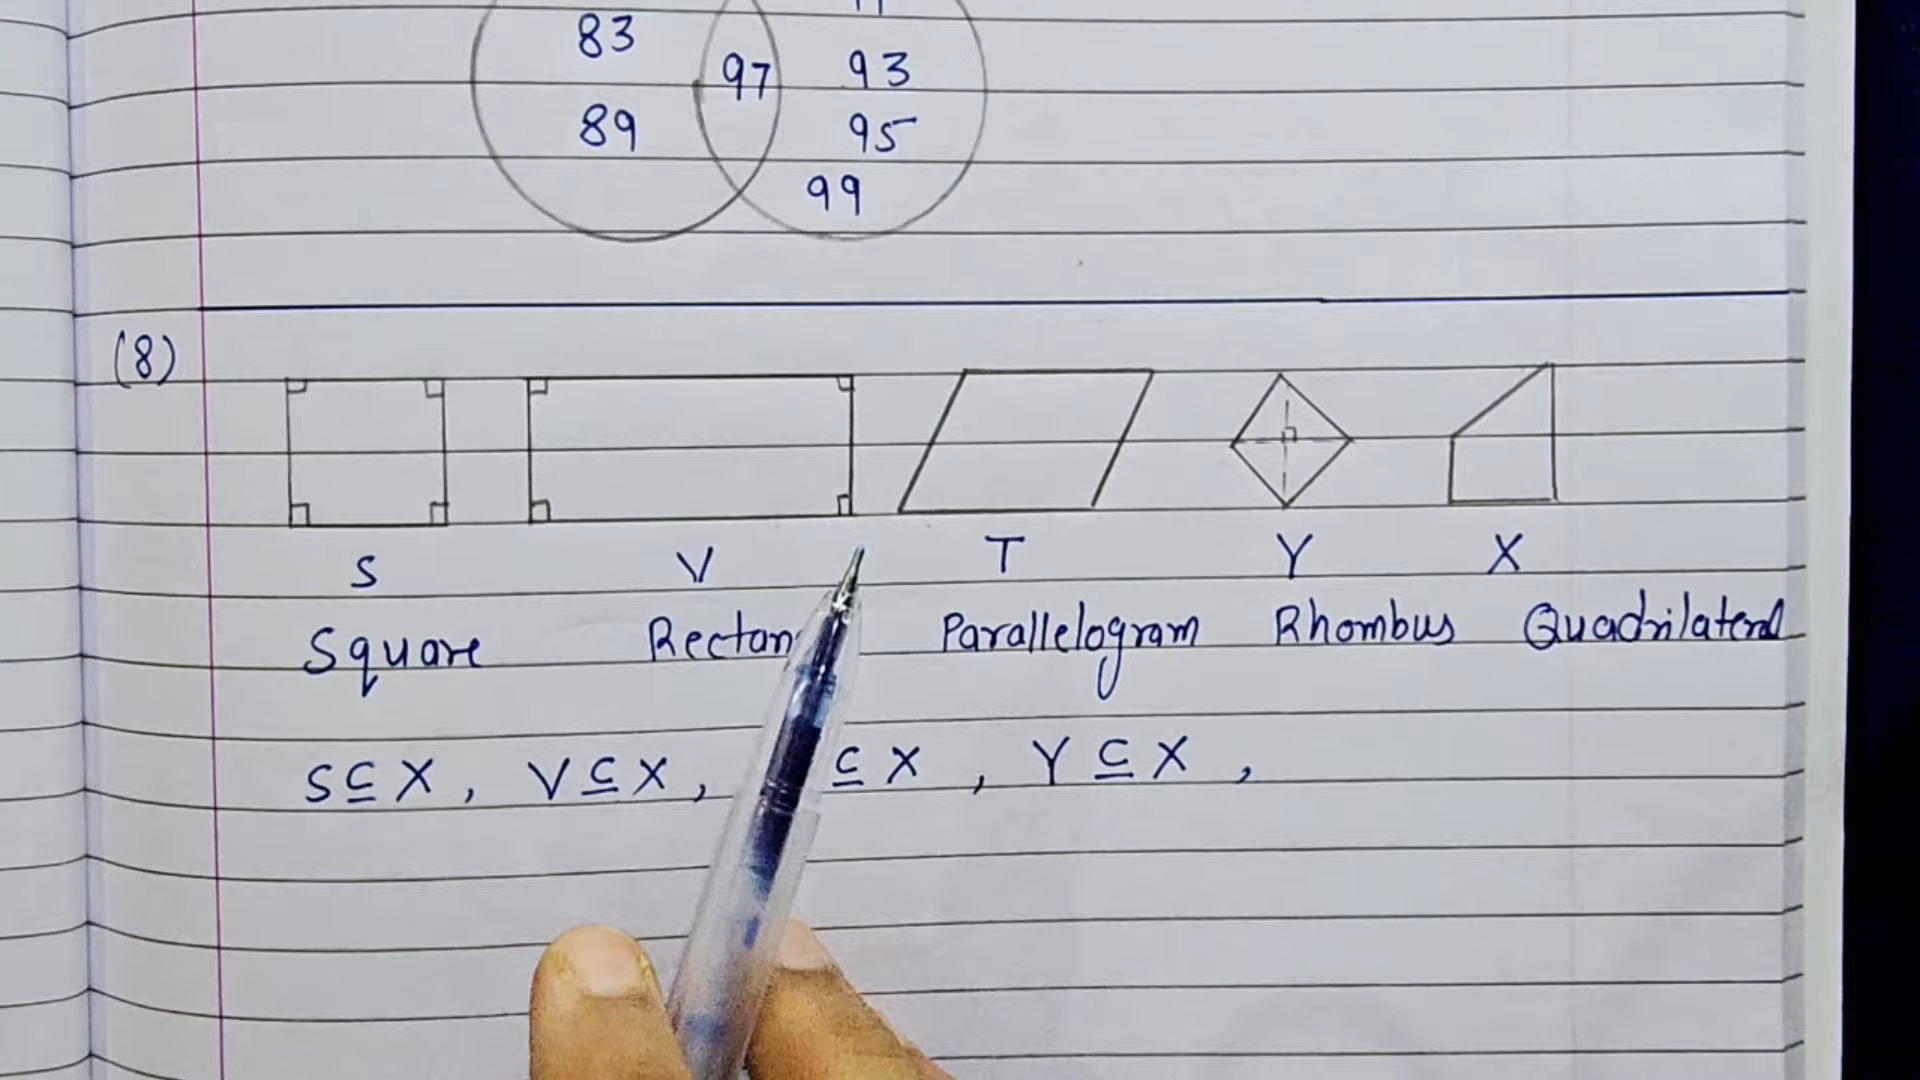 83
97 93
89 95
99
(8)
S V T Y X
Square Parallelogram Rhombus Quadrilateral
S ⊆ X, V ⊆ X, ⊆ X, Y ⊆ X,